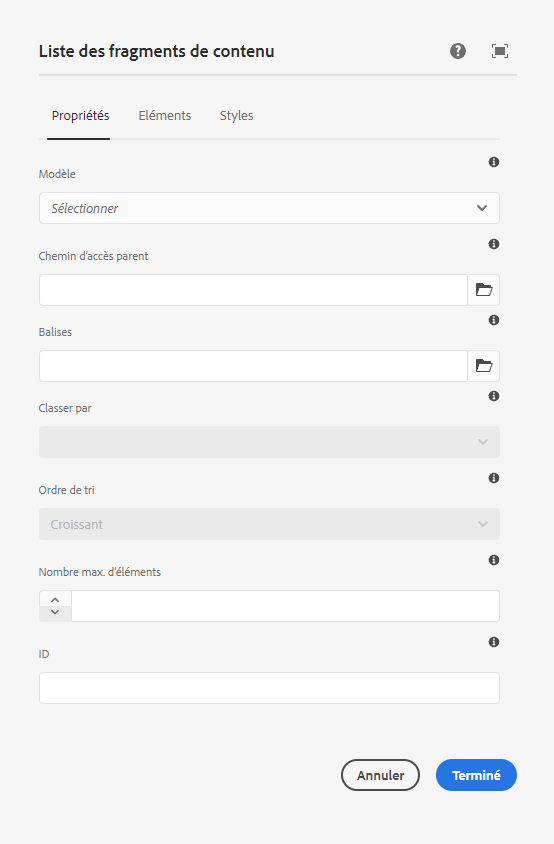 Liste des fragments de contenu
Propriétés Eléments Styles
Modèle
Sélectionner
Chemin d'accès parent
Balises
Classer par
Ordre de tri
Croissant
Nombre max. d'éléments
ID
Annuler Terminé